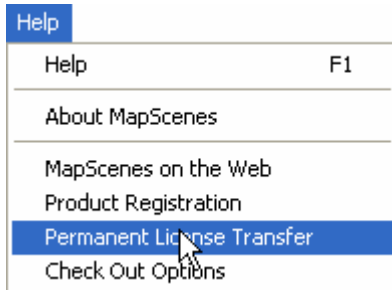 Help
Help F1
About MapScenes
MapScenes on the Web
Product Registration
Permanent License Transfer
Check Out Options